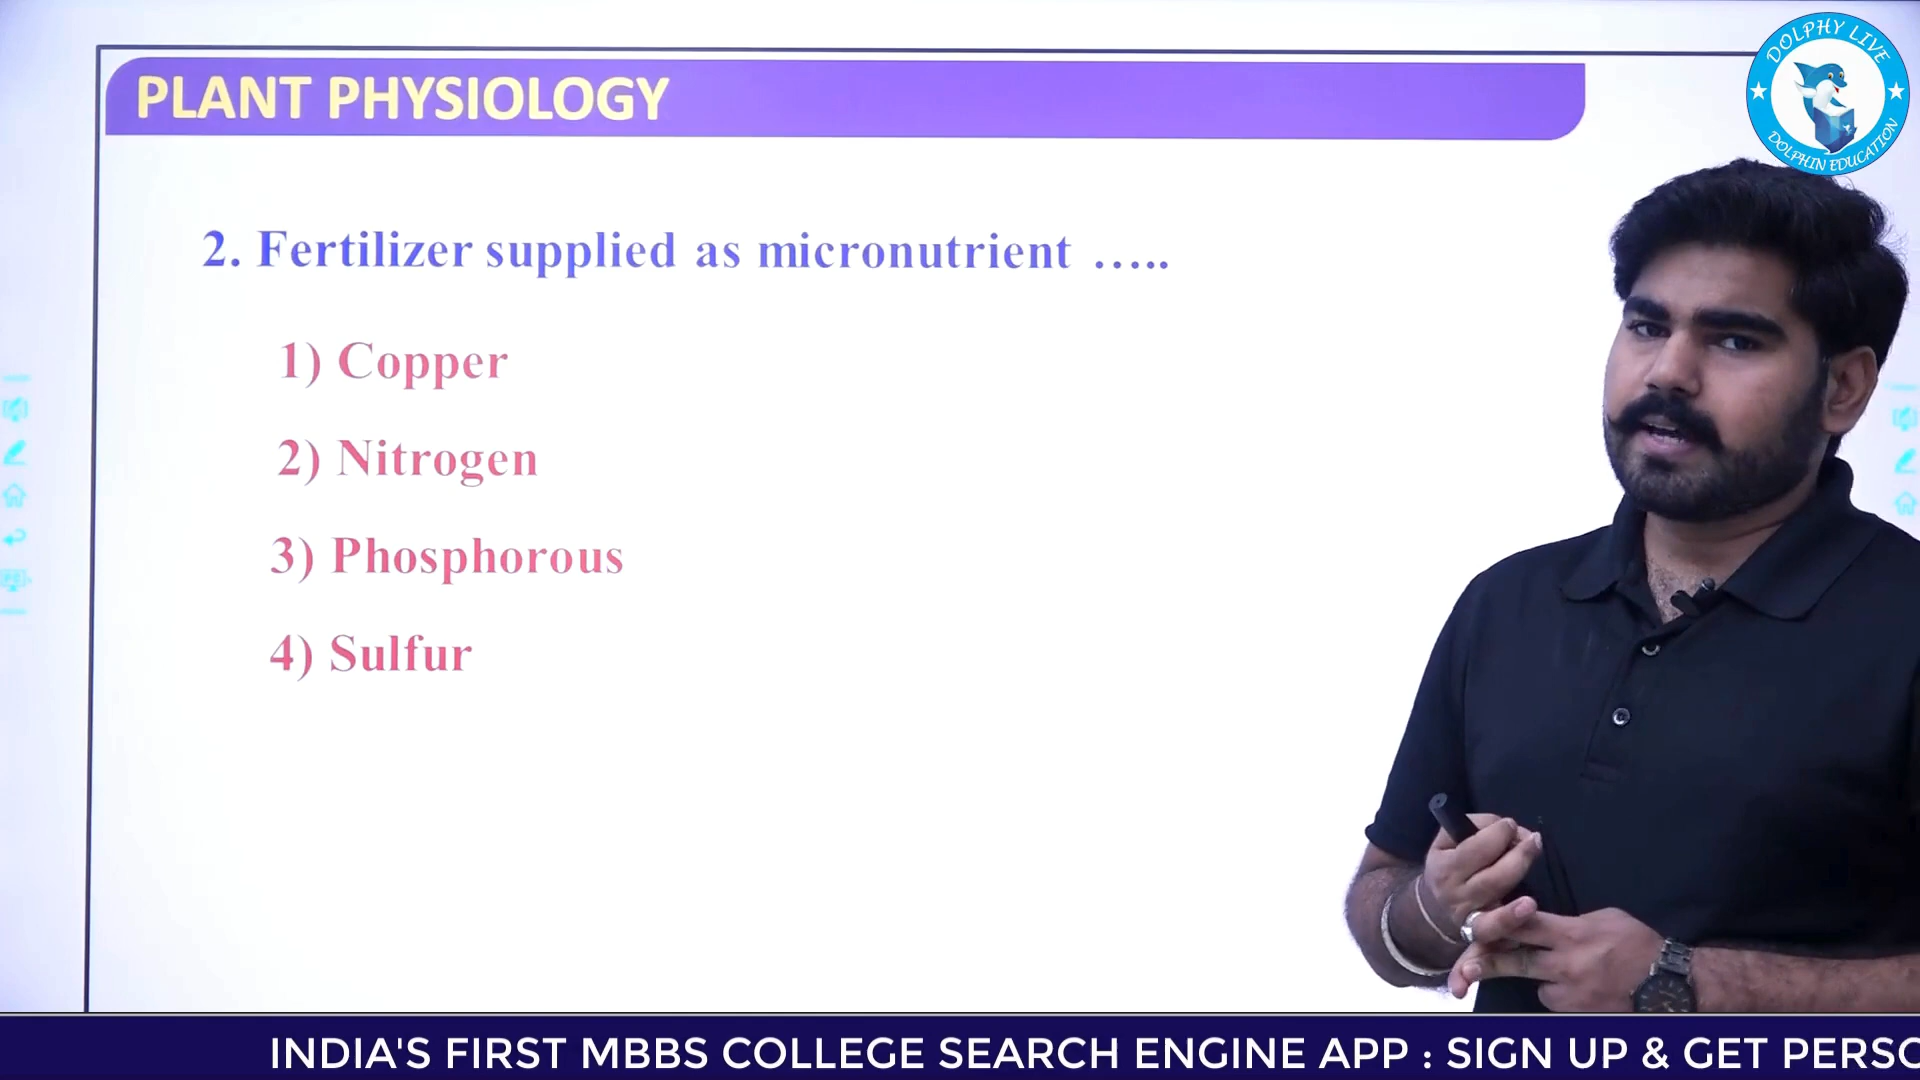 DOLPHY LIVE
DOLPHIN EDUCATION
PLANT PHYSIOLOGY
2. Fertilizer supplied as micronutrient .....
1) Copper
2) Nitrogen
3) Phosphorous
4) Sulfur
INDIA'S FIRST MBBS COLLEGE SEARCH ENGINE APP : SIGN UP & GET PERSO